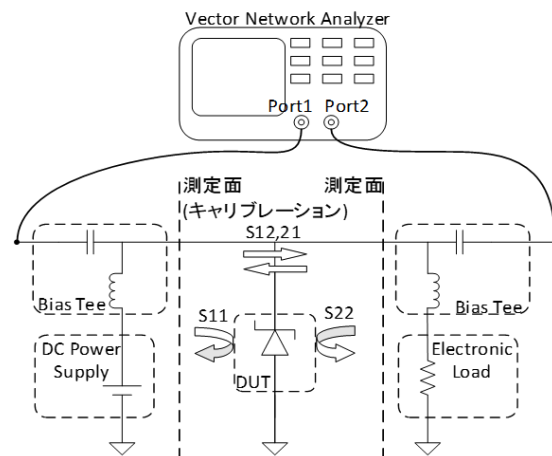 Vector Network Analyzer
Port1 Port2
測定面
(キャリブレーション)
測定面
S12,21
Bias Tee
Bias Tee
S11
S22
DC Power
Supply
DUT
Electronic
Load